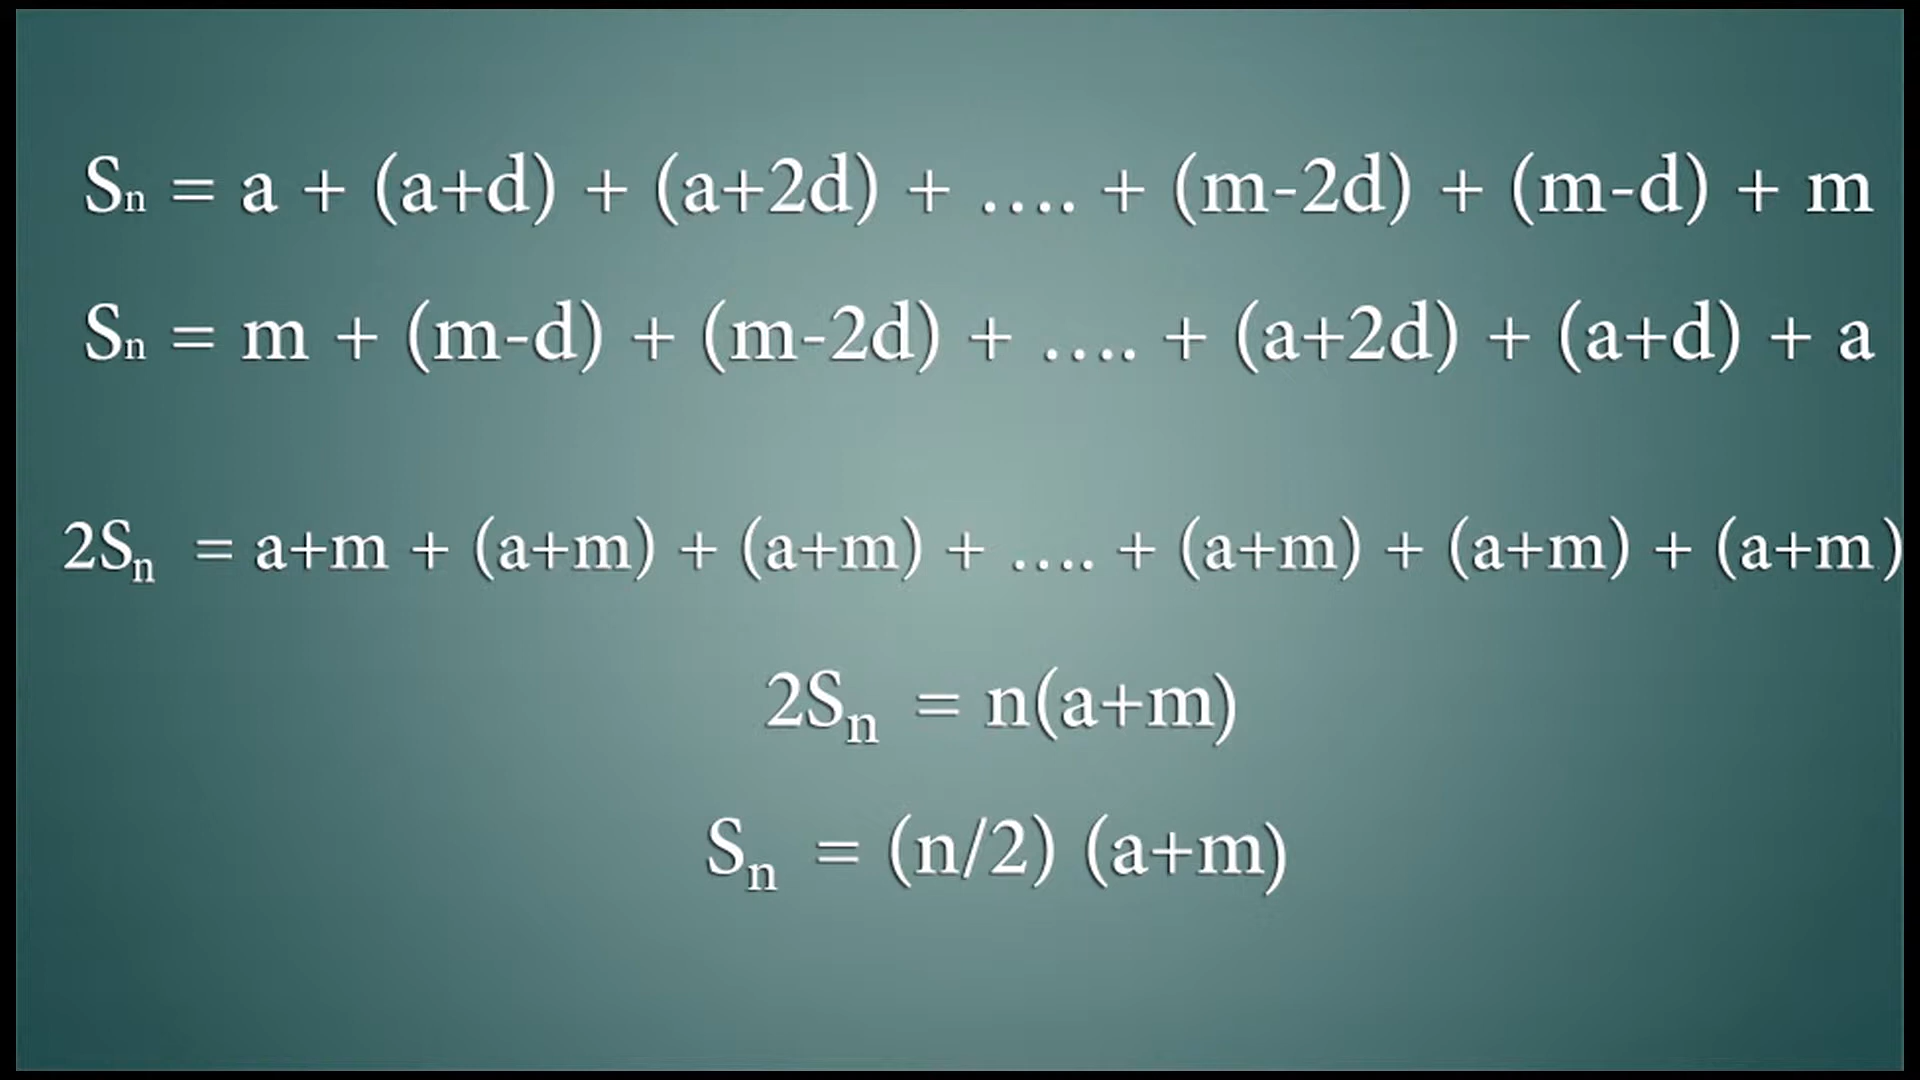 Sn = a + (a+d) + (a+2d) + .... + (m-2d) + (m-d) + m
Sn = m + (m-d) + (m-2d) + .... + (a+2d) + (a+d) + a
2Sn = a+m + (a+m) + (a+m) + .... + (a+m) + (a+m) + (a+m)
2Sn = n(a+m)
Sn = (n/2) (a+m)